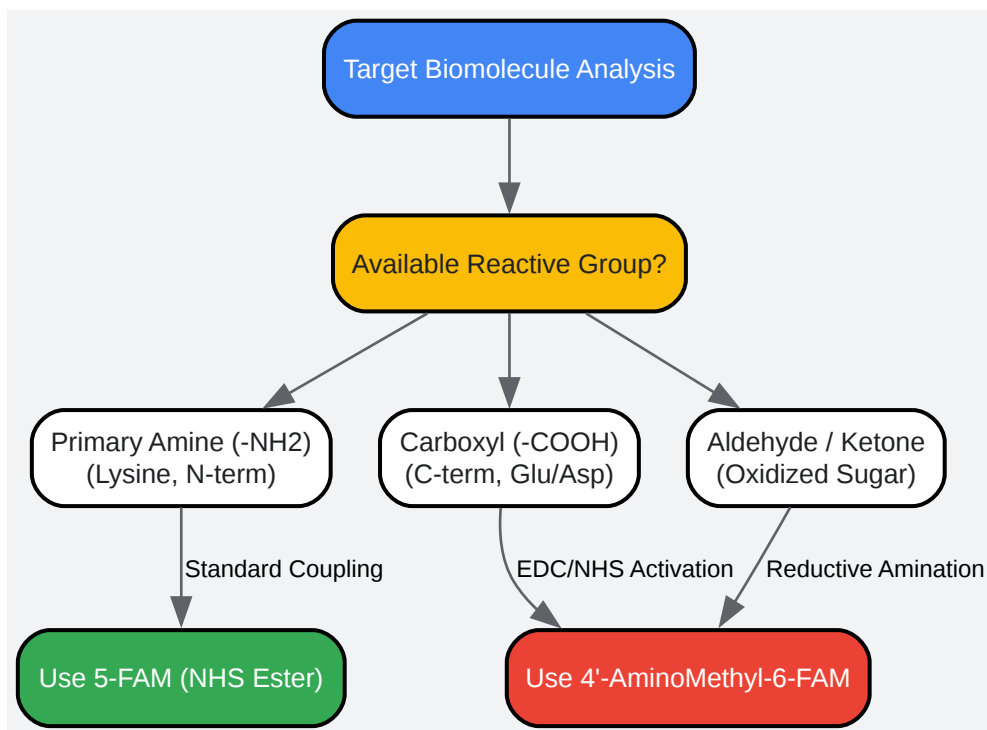 Target Biomolecule Analysis
Available Reactive Group?
Primary Amine (-NH2)
(Lysine, N-term)
Carboxyl (-COOH)
(C-term, Glu/Asp)
Aldehyde / Ketone
(Oxidized Sugar)
Standard Coupling
EDC/NHS Activation
Reductive Amination
Use 5-FAM (NHS Ester)
Use 4'-AminoMethyl-6-FAM